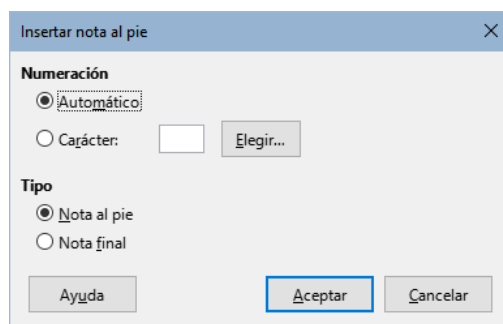 Insertar nota al pie
Numeración
Automático
Carácter:
Elegir...
Tipo
Nota al pie
Nota final
Ayuda
Aceptar
Cancelar